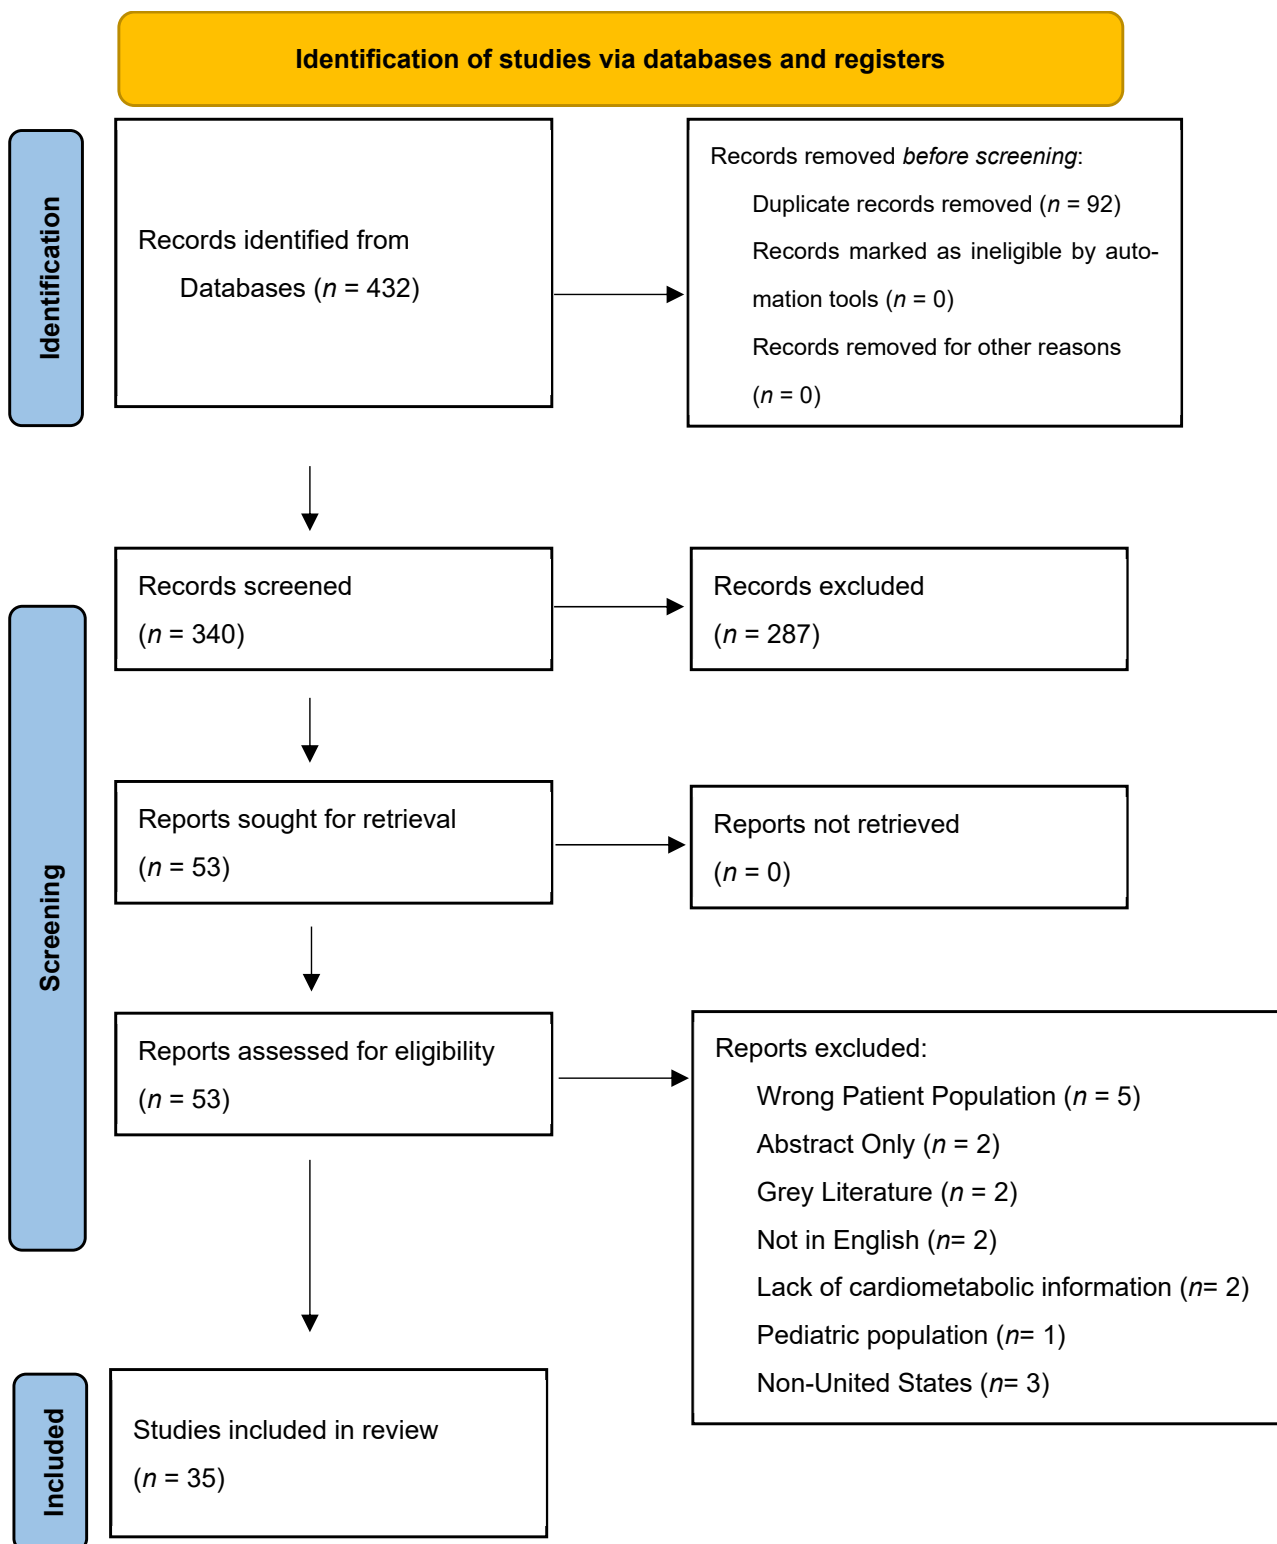 Identification of studies via databases and registers
Identification
Records identified from
Databases (n = 432)
Records removed before screening:
Duplicate records removed (n = 92)
Records marked as ineligible by auto-
mation tools (n = 0)
Records removed for other reasons
(n = 0)
Screening
Records screened
(n = 340)
Records excluded
(n = 287)
Reports sought for retrieval
(n = 53)
Reports not retrieved
(n = 0)
Reports assessed for eligibility
(n = 53)
Reports excluded:
Wrong Patient Population (n = 5)
Abstract Only (n = 2)
Grey Literature (n = 2)
Not in English (n= 2)
Lack of cardiometabolic information (n= 2)
Pediatric population (n= 1)
Non-United States (n= 3)
Included
Studies included in review
(n = 35)